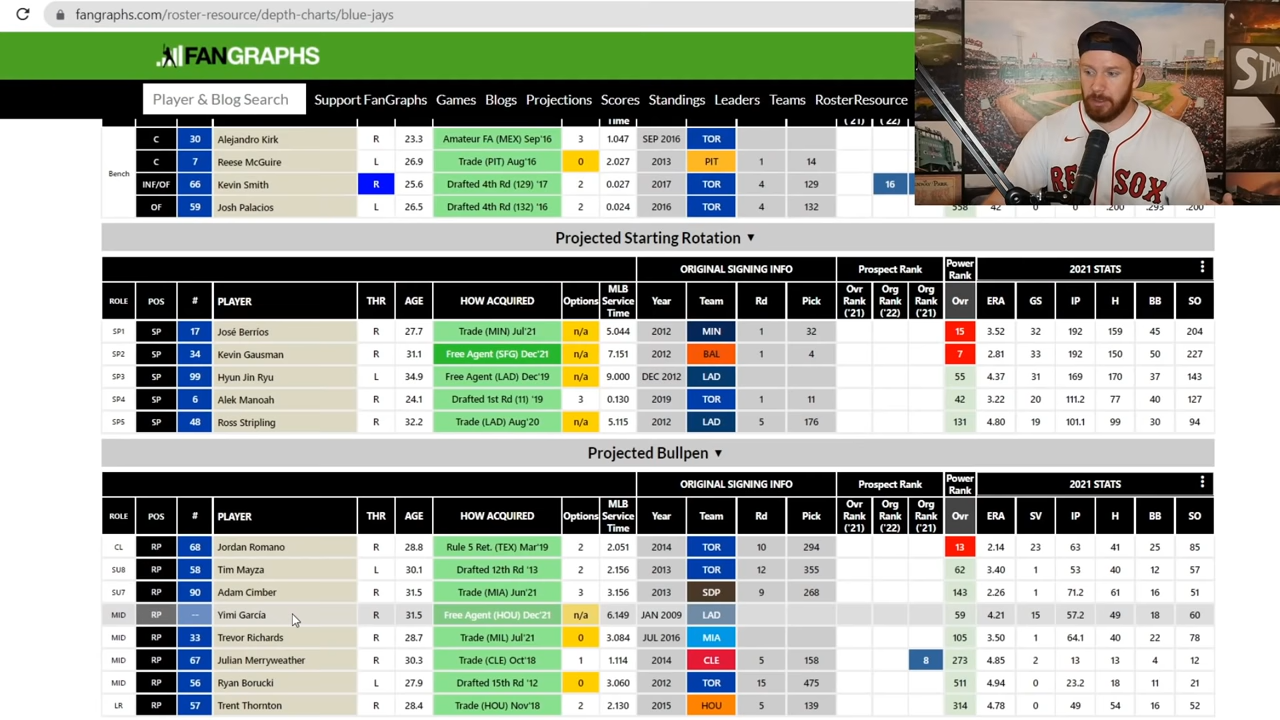 fangraphs.com/roster-resource/depth-charts/blue-jays
FANGRAPHS
Player & Blog Search Support FanGraphs Games Blogs Projections Scores Standings Leaders Teams RosterResource
Time ('21) ('22)
Bench
C 30 Alejandro Kirk R 23.3 Amateur FA (MEX) Sep'16 3 1.047 SEP 2016 TOR
C 7 Reese McGuire L 26.9 Trade (PIT) Aug'16 0 2.027 2013 PIT 1 14
INF/OF 66 Kevin Smith R 25.6 Drafted 4th Rd (129) '17 2 0.027 2017 TOR 4 129 16
OF 59 Josh Palacios L 26.5 Drafted 4th Rd (132) '16 2 0.024 2016 TOR 4 132 558 42 0 0 .200 .293 .200
RED SOX
Projected Starting Rotation ▼
ORIGINAL SIGNING INFO Prospect Rank Power Rank 2021 STATS
ROLE POS # PLAYER THR AGE HOW ACQUIRED Options MLB Service Time Year Team Rd Pick Ovr Rank ('21) Org Rank ('22) Org Rank ('21) Ovr ERA GS IP H BB SO
SP1 SP 17 José Berríos R 27.7 Trade (MIN) Jul'21 n/a 5.044 2012 MIN 1 32 15 3.52 32 192 159 45 204
SP2 SP 34 Kevin Gausman R 31.1 Free Agent (SFG) Dec'21 n/a 7.151 2012 BAL 1 4 7 2.81 33 192 150 50 227
SP3 SP 99 Hyun Jin Ryu L 34.9 Free Agent (LAD) Dec'19 n/a 9.000 DEC 2012 LAD 55 4.37 31 169 170 37 143
SP4 SP 6 Alek Manoah R 24.1 Drafted 1st Rd (11) '19 3 0.130 2019 TOR 1 11 42 3.22 20 111.2 77 40 127
SP5 SP 48 Ross Stripling R 32.2 Trade (LAD) Aug'20 n/a 5.115 2012 LAD 5 176 131 4.80 19 101.1 99 30 94
Projected Bullpen ▼
ORIGINAL SIGNING INFO Prospect Rank Power Rank 2021 STATS
ROLE POS # PLAYER THR AGE HOW ACQUIRED Options MLB Service Time Year Team Rd Pick Ovr Rank ('21) Org Rank ('22) Org Rank ('21) Ovr ERA SV IP H BB SO
CL RP 68 Jordan Romano R 28.8 Rule 5 Ret. (TEX) Mar'19 2 2.051 2014 TOR 10 294 13 2.14 23 63 41 25 85
SU8 RP 58 Tim Mayza L 30.1 Drafted 12th Rd '13 2 2.156 2013 TOR 12 355 62 3.40 1 53 40 12 57
SU7 RP 90 Adam Cimber R 31.5 Trade (MIA) Jun'21 3 3.156 2013 SDP 9 268 143 2.26 1 71.2 61 16 51
MID RP -- Yimi García R 31.5 Free Agent (HOU) Dec'21 n/a 6.149 JAN 2009 LAD 59 4.21 15 57.2 49 18 60
MID RP 33 Trevor Richards R 28.7 Trade (MIL) Jul'21 0 3.084 JUL 2016 MIA 105 3.50 1 64.1 40 22 78
MID RP 67 Julian Merryweather R 30.3 Trade (CLE) Oct'18 1 1.114 2014 CLE 5 158 8 273 4.85 2 13 13 4 12
MID RP 56 Ryan Borucki L 27.9 Drafted 15th Rd '12 0 3.060 2012 TOR 15 475 511 4.94 0 23.2 18 11 21
LR RP 57 Trent Thornton R 28.4 Trade (HOU) Nov'18 2 2.130 2015 HOU 5 139 314 4.78 0 49 54 16 52